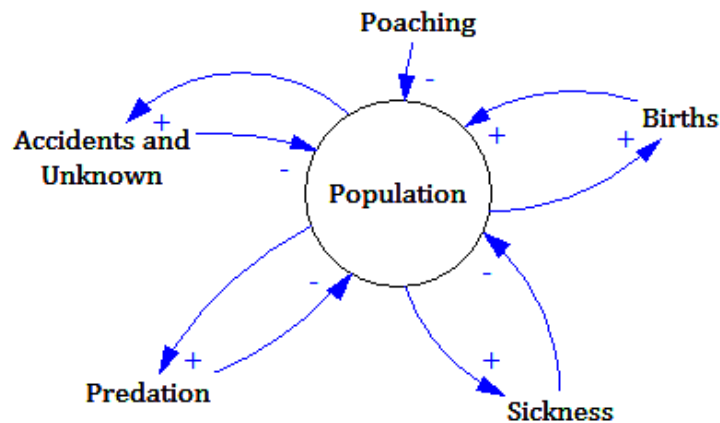 Poaching
-
+
Accidents and
Unknown
-
Births
+
+
Population
-
+
Predation
-
+
Sickness